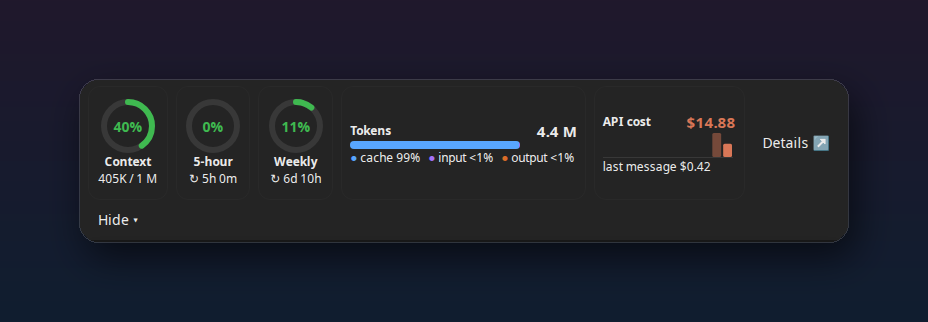 40%
Context
405K / 1 M
0%
5-hour
↻ 5h 0m
11%
Weekly
↻ 6d 10h
Tokens 4.4 M
● cache 99% ● input <1% ● output <1%
API cost $14.88
last message $0.42
Details ↗
Hide ▾